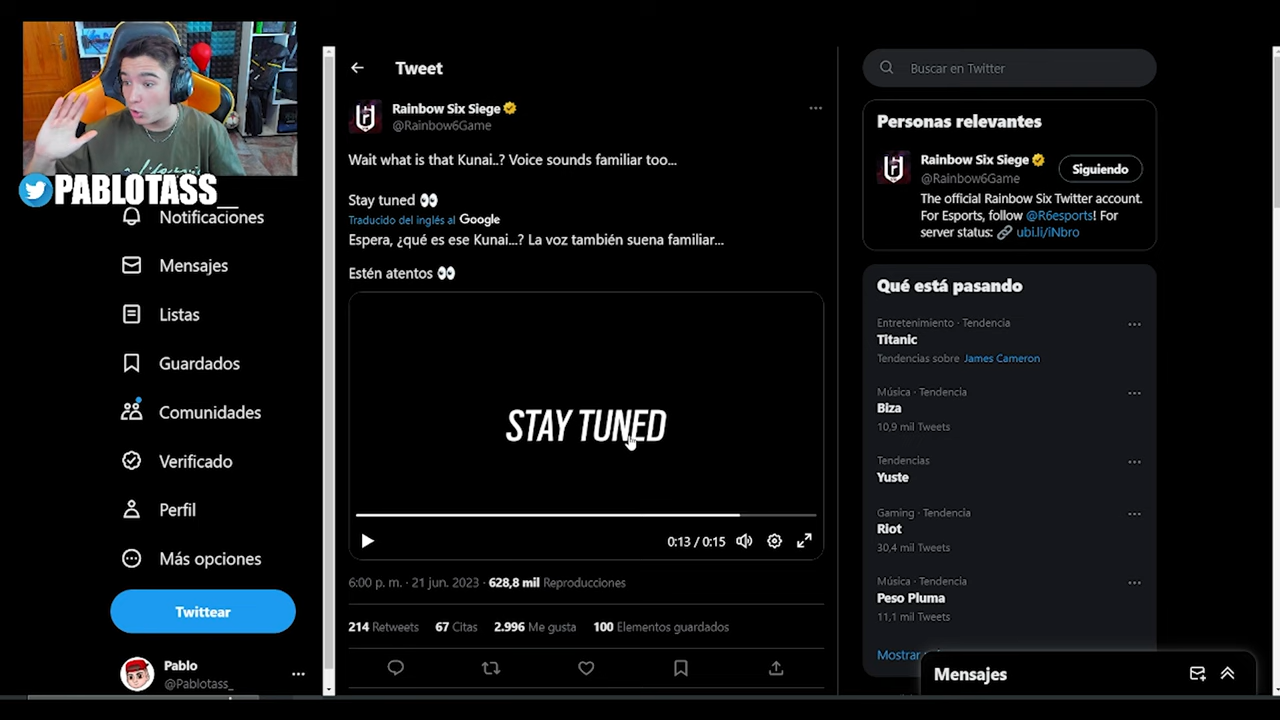 PABLOTASS_
Notificaciones
Mensajes
Listas
Guardados
Comunidades
Verificado
Perfil
Más opciones
Twittear
Pablo
@Pablotass_
Tweet
Rainbow Six Siege
@Rainbow6Game
Wait what is that Kunai..? Voice sounds familiar too...
Stay tuned 👀
Traducido del inglés al Google
Espera, ¿qué es ese Kunai...? La voz también suena familiar...
Estén atentos 👀
STAY TUNED
0:13 / 0:15
6:00 p. m. · 21 jun. 2023 · 628,8 mil Reproducciones
214 Retweets 67 Citas 2.996 Me gusta 100 Elementos guardados
Buscar en Twitter
Personas relevantes
Rainbow Six Siege
@Rainbow6Game
Siguiendo
The official Rainbow Six Twitter account.
For Esports, follow @R6esports! For
server status: 🔗 ubi.li/iNbro
Qué está pasando
Entretenimiento · Tendencia
Titanic
Tendencias sobre James Cameron
Música · Tendencia
Biza
10,9 mil Tweets
Tendencias
Yuste
Gaming · Tendencia
Riot
30,4 mil Tweets
Música · Tendencia
Peso Pluma
11,1 mil Tweets
Mostrar
Mensajes